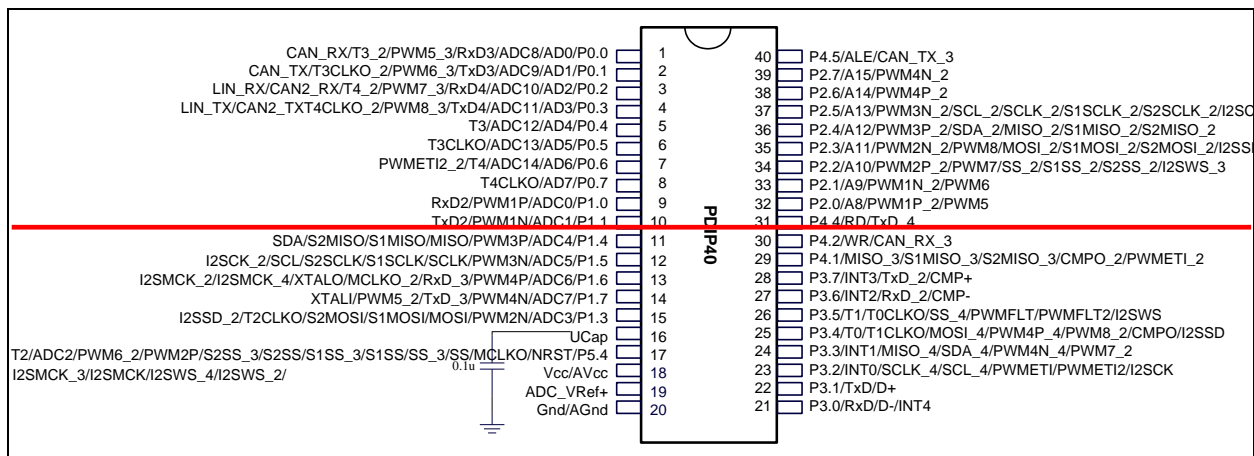 CAN_RX/T3_2/PWM5_3/RxD3/ADC8/AD0/P0.0 1
CAN_TX/T3CLKO_2/PWM6_3/TxD3/ADC9/AD1/P0.1 2
LIN_RX/CAN2_RX/T4_2/PWM7_3/RxD4/ADC10/AD2/P0.2 3
LIN_TX/CAN2_TXT4CLKO_2/PWM8_3/TxD4/ADC11/AD3/P0.3 4
T3/ADC12/AD4/P0.4 5
T3CLKO/ADC13/AD5/P0.5 6
PWMETI2_2/T4/ADC14/AD6/P0.6 7
T4CLKO/AD7/P0.7 8
RxD2/PWM1P/ADC0/P1.0 9
TxD2/PWM1N/ADC1/P1.1 10
SDA/S2MISO/S1MISO/MISO/PWM3P/ADC4/P1.4 11
I2SCK_2/SCL/S2SCLK/S1SCLK/SCLK/PWM3N/ADC5/P1.5 12
I2SMCK_2/I2SMCK_4/XTALO/MCLKO_2/RxD_3/PWM4P/ADC6/P1.6 13
XTALI/PWM5_2/TxD_3/PWM4N/ADC7/P1.7 14
I2SSD_2/T2CLKO/S2MOSI/S1MOSI/MOSI/PWM2N/ADC3/P1.3 15
UCap 16
T2/ADC2/PWM6_2/PWM2P/S2SS_3/S2SS/S1SS_3/S1SS/SS_3/SS/MCLKO/NRST/P5.4 17
I2SMCK_3/I2SMCK/I2SWS_4/I2SWS_2/
0.1u
Vcc/AVcc 18
ADC_VRef+ 19
Gnd/AGnd 20
PDIP40
40 P4.5/ALE/CAN_TX_3
39 P2.7/A15/PWM4N_2
38 P2.6/A14/PWM4P_2
37 P2.5/A13/PWM3N_2/SCL_2/SCLK_2/S1SCLK_2/S2SCLK_2/I2SC
36 P2.4/A12/PWM3P_2/SDA_2/MISO_2/S1MISO_2/S2MISO_2
35 P2.3/A11/PWM2N_2/PWM8/MOSI_2/S1MOSI_2/S2MOSI_2/I2SS
34 P2.2/A10/PWM2P_2/PWM7/SS_2/S1SS_2/S2SS_2/I2SWS_3
33 P2.1/A9/PWM1N_2/PWM6
32 P2.0/A8/PWM1P_2/PWM5
31 P4.4/RD/TxD_4
30 P4.2/WR/CAN_RX_3
29 P4.1/MISO_3/S1MISO_3/S2MISO_3/CMPO_2/PWMETI_2
28 P3.7/INT3/TxD_2/CMP+
27 P3.6/INT2/RxD_2/CMP-
26 P3.5/T1/T0CLKO/SS_4/PWMFLT/PWMFLT2/I2SWS
25 P3.4/T0/T1CLKO/MOSI_4/PWM4P_4/PWM8_2/CMPO/I2SSD
24 P3.3/INT1/MISO_4/SDA_4/PWM4N_4/PWM7_2
23 P3.2/INT0/SCLK_4/SCL_4/PWMETI/PWMETI2/I2SCK
22 P3.1/TxD/D+
21 P3.0/RxD/D-/INT4